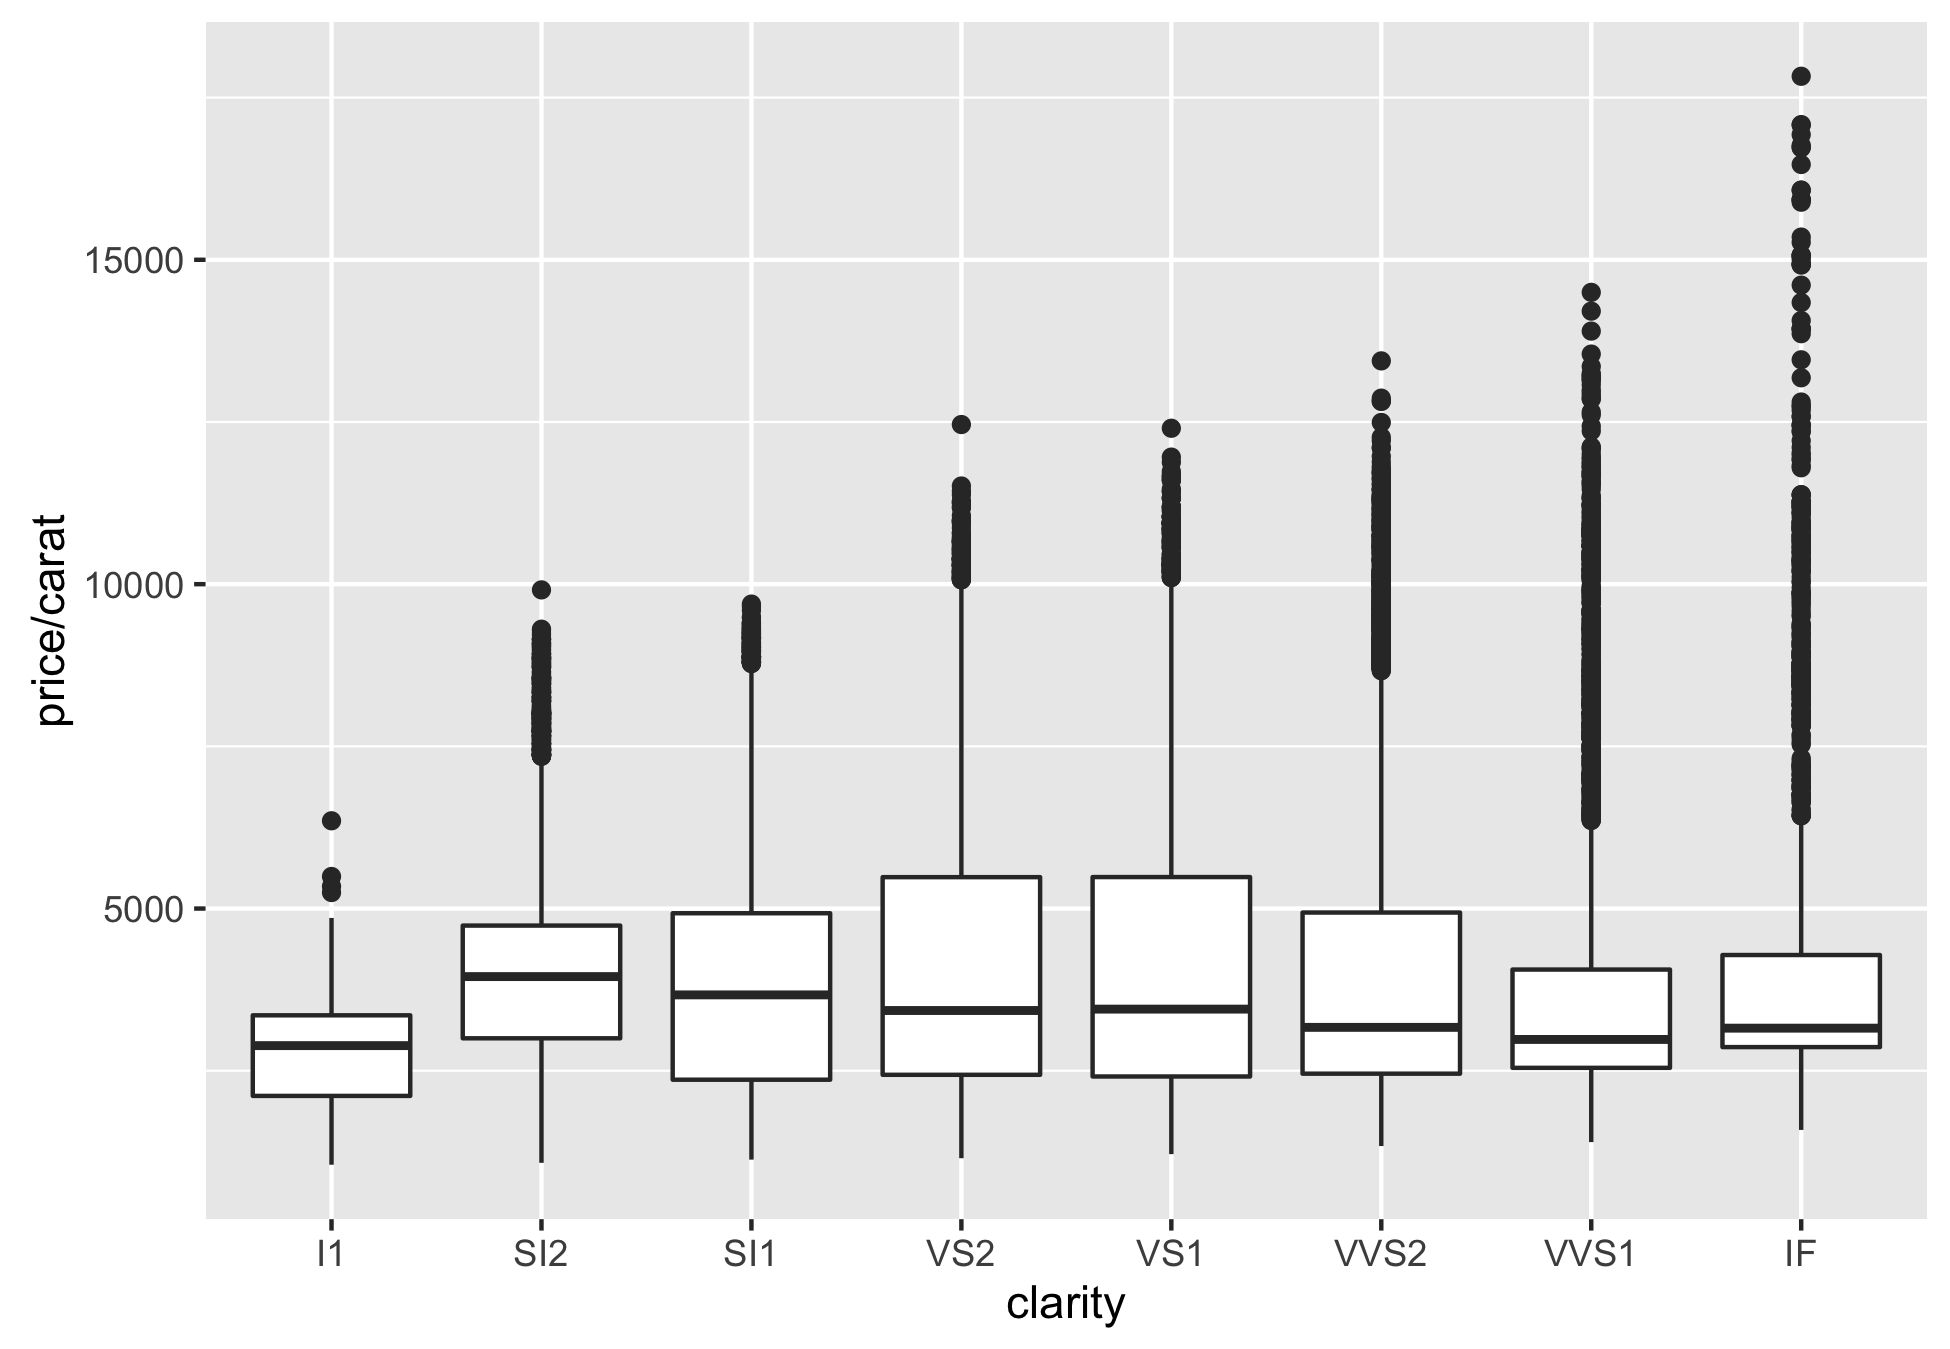 price/carat
15000
10000
5000
I1 SI2 SI1 VS2 VS1 VVS2 VVS1 IF
clarity